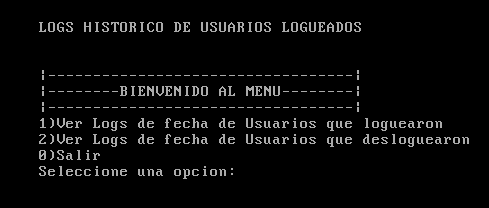 LOGS HISTORICO DE USUARIOS LOGUEADOS
¦----------------------------------¦
¦--------BIENVENIDO AL MENU--------¦
¦----------------------------------¦
1)Ver Logs de fecha de Usuarios que loguearon
2)Ver Logs de fecha de Usuarios que desloguearon
0)Salir
Seleccione una opcion: